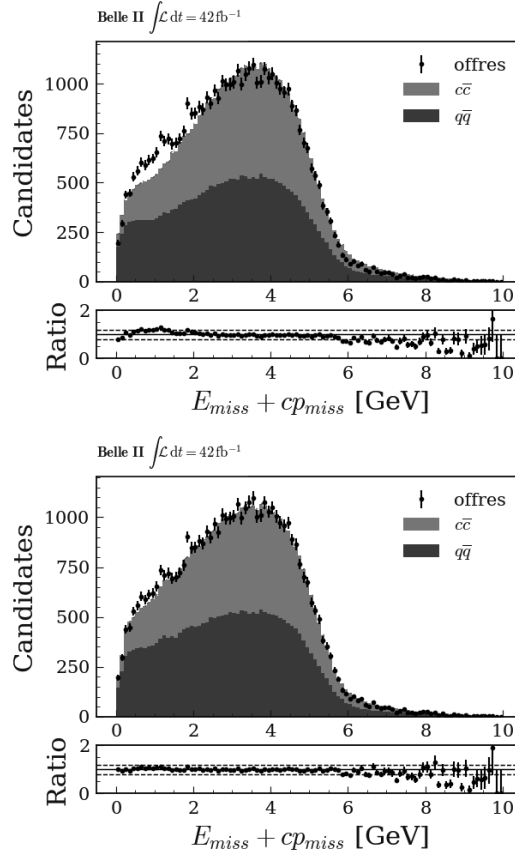 Belle II ∫ℒ dt = 42 fb⁻¹
1000
750
500
250
0
Candidates
offres
cc̅
qq̅
2
0
Ratio
0 2 4 6 8 10
E_miss + cp_miss [GeV]
Belle II ∫ℒ dt = 42 fb⁻¹
1000
750
500
250
0
Candidates
offres
cc̅
qq̅
2
0
Ratio
0 2 4 6 8 10
E_miss + cp_miss [GeV]